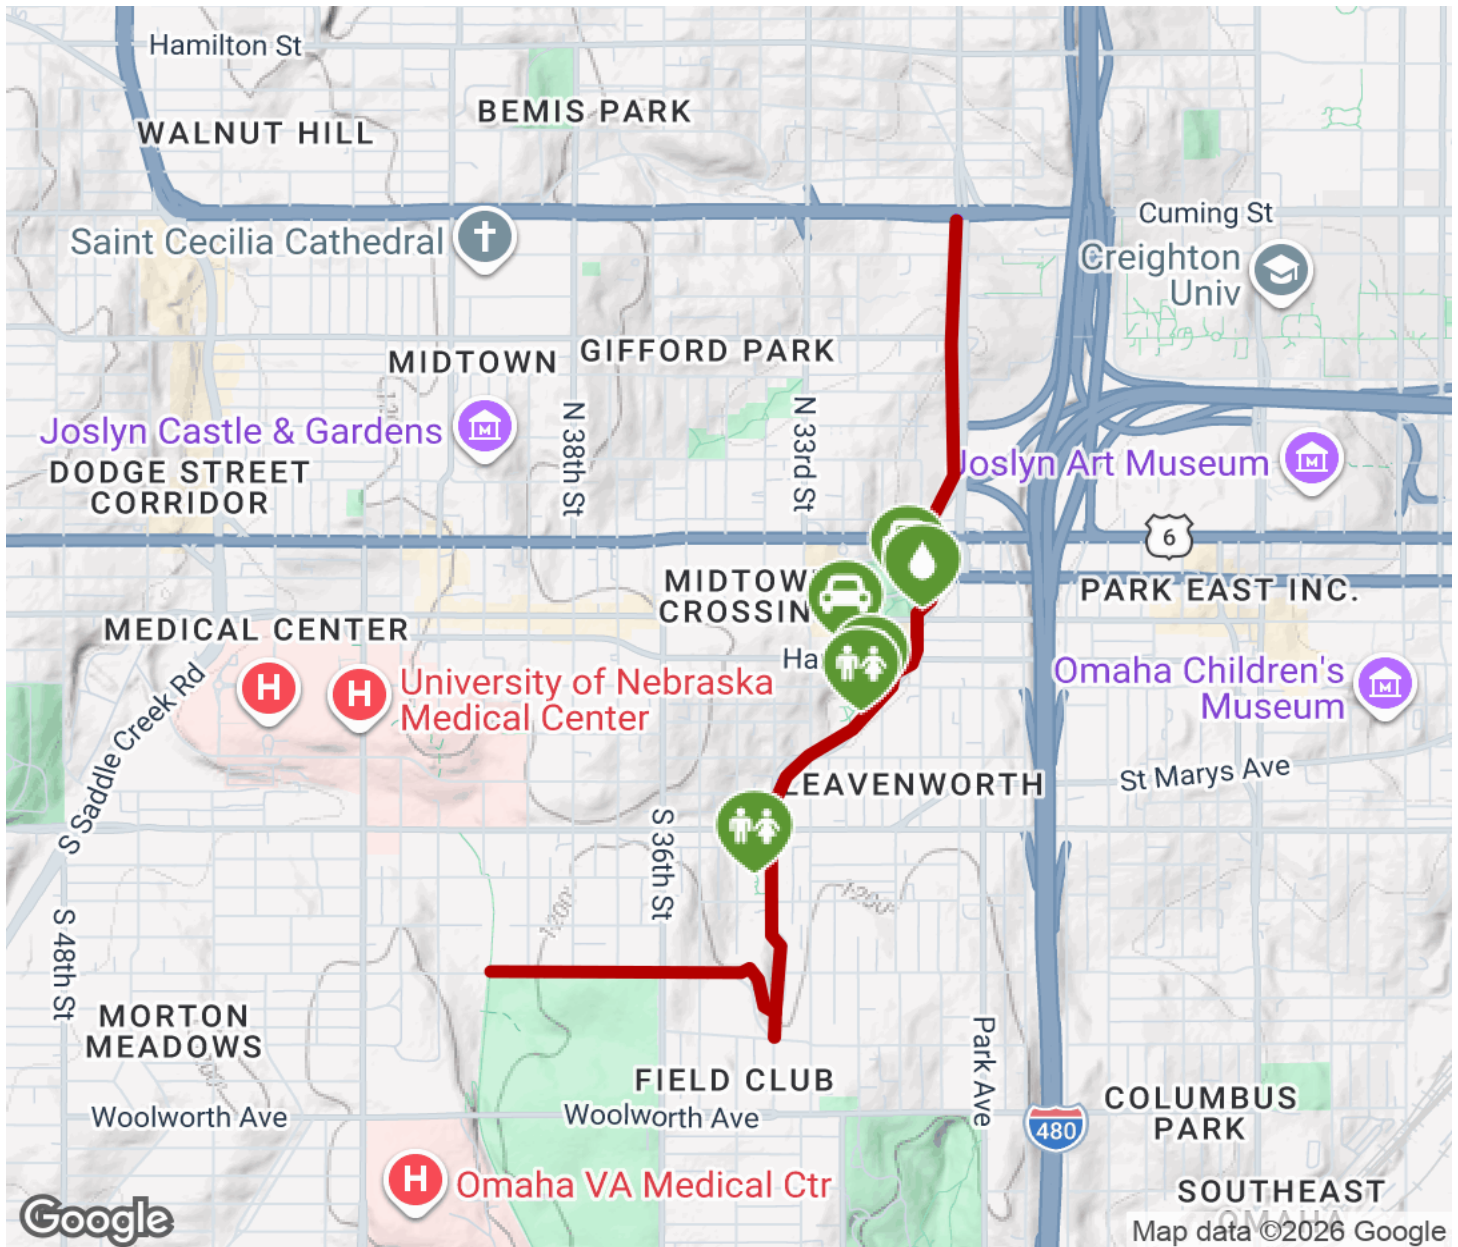 Hamilton St
BEMIS PARK
WALNUT HILL
Cuming St
Saint Cecilia Cathedral
Creighton
Univ
GIFFORD PARK
MIDTOWN
N 38th St
N 33rd St
1200'
Joslyn Castle & Gardens
Joslyn Art Museum
DODGE STREET
CORRIDOR
6
MIDTOW
CROSSIN
PARK EAST INC.
MEDICAL CENTER
Ha
H
H
University of Nebraska
Medical Center
Omaha Children's
Museum
S Saddle Creek Rd
St Marys Ave
LEAVENWORTH
S 36th St
1200'
1200'
S 48th St
MORTON
MEADOWS
Park Ave
FIELD CLUB
COLUMBUS
PARK
Woolworth Ave
Woolworth Ave
480
H
Omaha VA Medical Ctr
SOUTHEAST
OMAHA
Google
Map data ©2026 Google